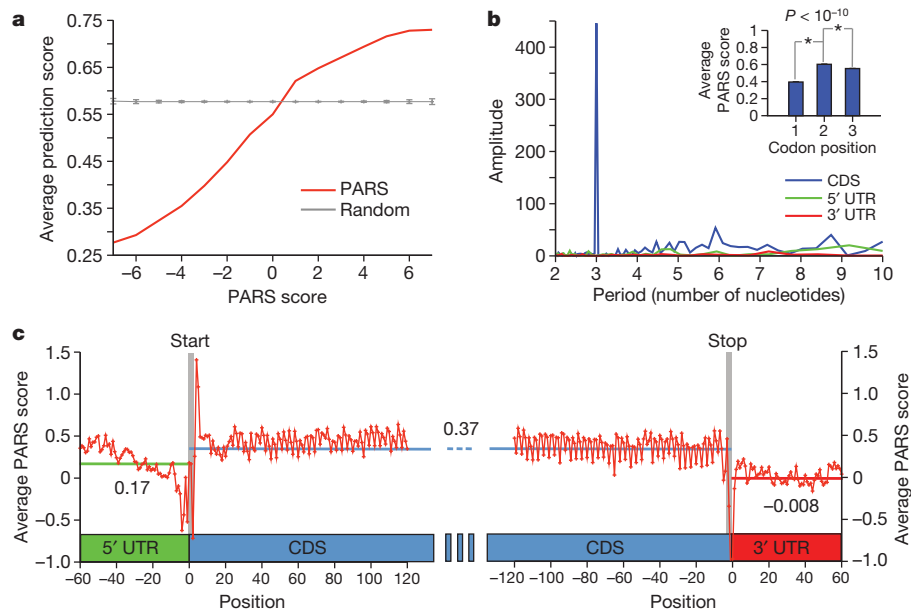 a
Average prediction score
0.75
0.65
0.55
0.45
0.35
0.25
PARS
Random
−6 −4 −2 0 2 4 6
PARS score
b
Amplitude
400
300
200
100
50
0
2 3 4 5 6 7 8 9 10
Period (number of nucleotides)
P < 10−10
* *
Average
PARS score
1
0.8
0.6
0.4
0.2
0
1 2 3
Codon position
CDS
5′ UTR
3′ UTR
c
Start
Stop
Average PARS score
1.5
1.0
0.5
0
−0.5
−1.0
0.17
0.37
−0.008
5′ UTR
CDS
CDS
3′ UTR
−60 −40 −20 0 20 40 60 80 100 120
Position
−120 −100 −80 −60 −40 −20 0 20 40 60
Position
1.5
1.0
0.5
0
−0.5
−1.0
Average PARS score